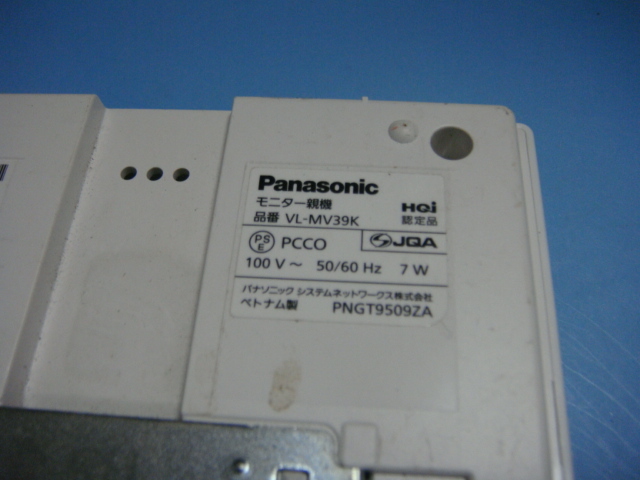 Panasonic
モニター親機
品番 VL-MV39K
HQi
認定品
PS
E
PCCO
JQA
100 V～ 50/60 Hz 7 W
パナソニック システムネットワークス株式会社
ベトナム製 PNGT9509ZA